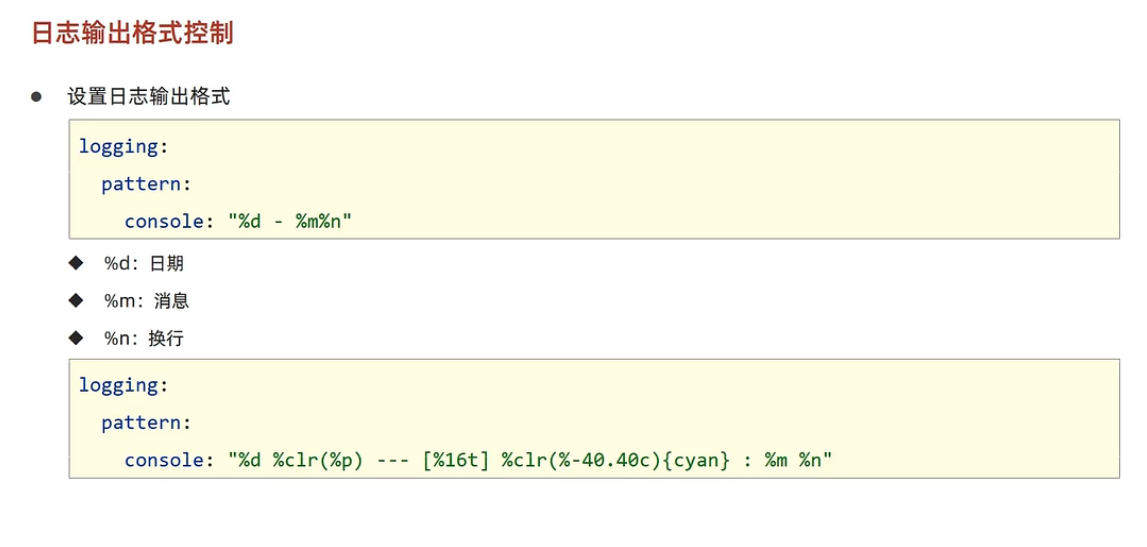 日志输出格式控制
● 设置日志输出格式
logging:
  pattern:
    console: "%d - %m%n"
◆ %d：日期
◆ %m：消息
◆ %n：换行
logging:
  pattern:
    console: "%d %clr(%p) --- [%16t] %clr(%-40.40c){cyan} : %m %n"